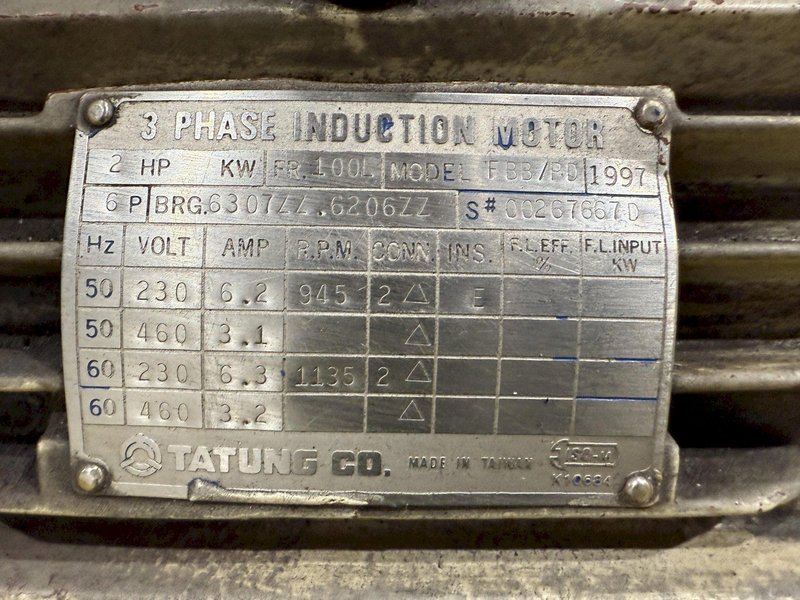 3 PHASE INDUCTION MOTOR
2 HP KW FR. 100L MODEL FBB/PD 1997
6 P BRG. 6307ZZ.6206ZZ S# 00267667D
Hz VOLT AMP R.P.M. CONN. INS. F.L.EFF. % F.L.INPUT KW
50 230 6.2 945 2 △ E
50 460 3.1 △
60 230 6.3 1135 2 △
60 460 3.2 △
TATUNG CO. MADE IN TAIWAN
K10684